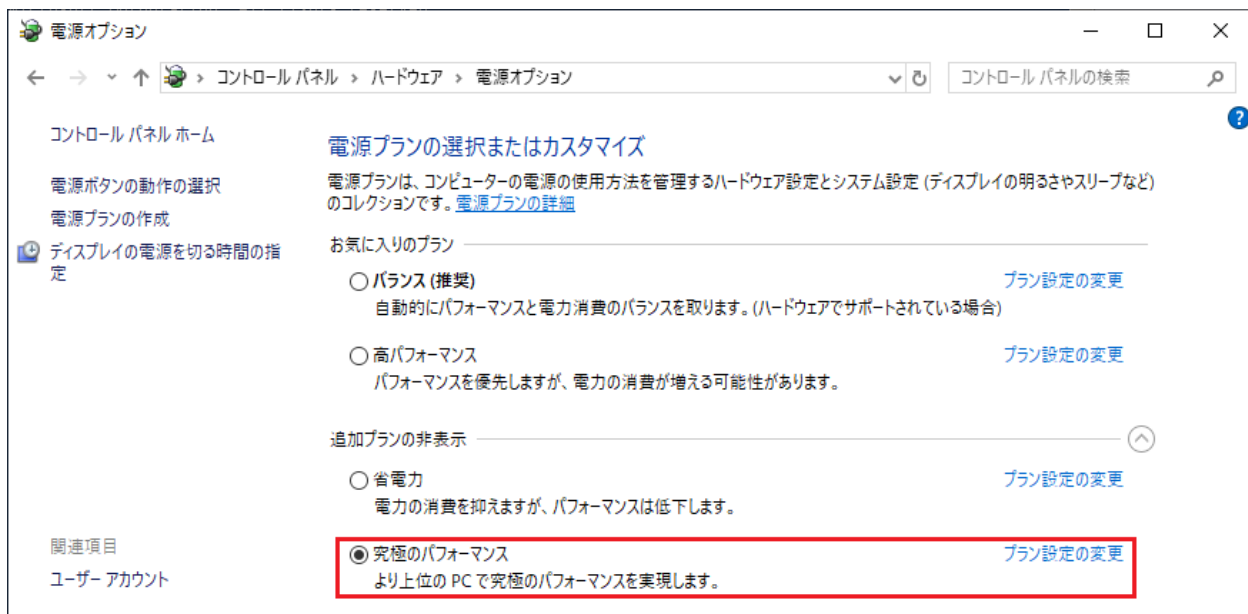 電源オプション
コントロール パネル › ハードウェア › 電源オプション
コントロール パネルの検索
コントロール パネル ホーム
電源ボタンの動作の選択
電源プランの作成
ディスプレイの電源を切る時間の指
定
関連項目
ユーザー アカウント
?
電源プランの選択またはカスタマイズ
電源プランは、コンピューターの電源の使用方法を管理するハードウェア設定とシステム設定 (ディスプレイの明るさやスリープなど)
のコレクションです。電源プランの詳細
お気に入りのプラン
バランス (推奨) プラン設定の変更
自動的にパフォーマンスと電力消費のバランスを取ります。(ハードウェアでサポートされている場合)
高パフォーマンス プラン設定の変更
パフォーマンスを優先しますが、電力の消費が増える可能性があります。
追加プランの非表示
省電力 プラン設定の変更
電力の消費を抑えますが、パフォーマンスは低下します。
究極のパフォーマンス プラン設定の変更
より上位の PC で究極のパフォーマンスを実現します。